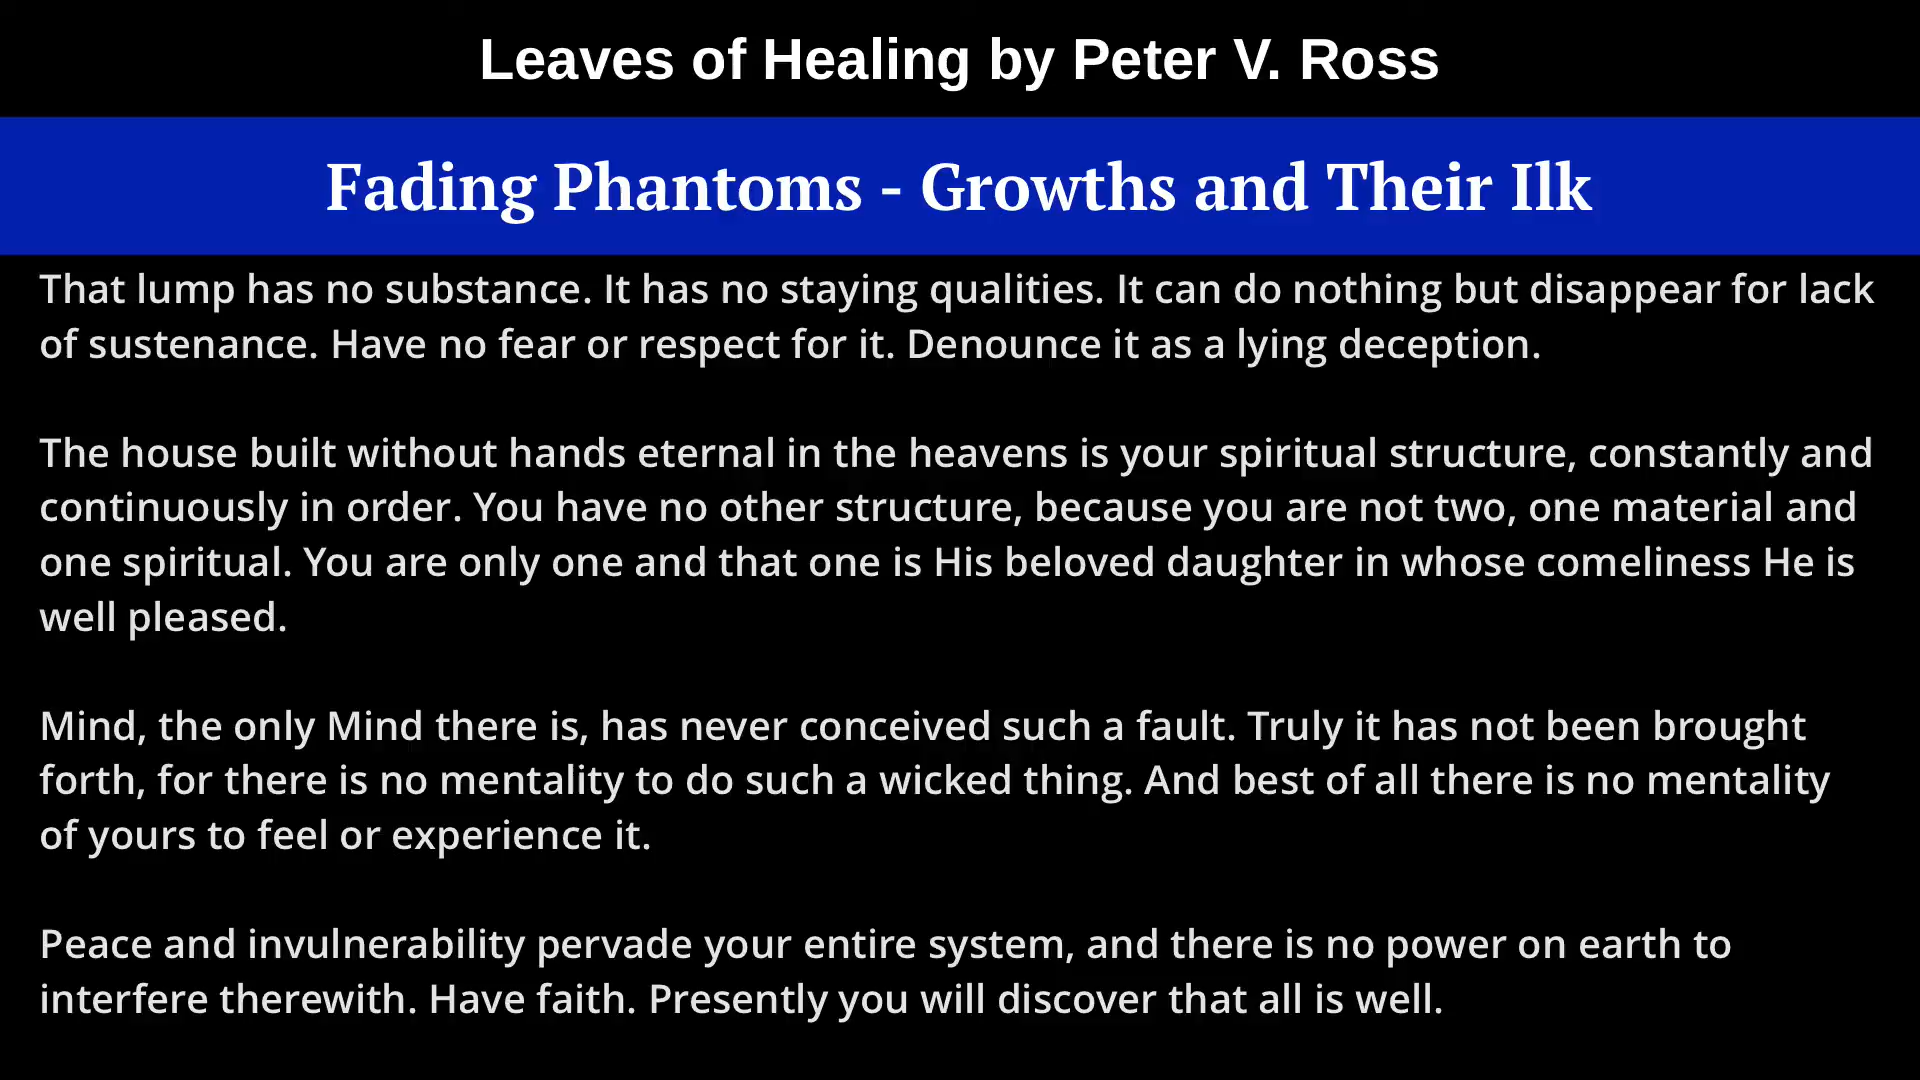 Leaves of Healing by Peter V. Ross
Fading Phantoms - Growths and Their Ilk
That lump has no substance. It has no staying qualities. It can do nothing but disappear for lack
of sustenance. Have no fear or respect for it. Denounce it as a lying deception.
The house built without hands eternal in the heavens is your spiritual structure, constantly and
continuously in order. You have no other structure, because you are not two, one material and
one spiritual. You are only one and that one is His beloved daughter in whose comeliness He is
well pleased.
Mind, the only Mind there is, has never conceived such a fault. Truly it has not been brought
forth, for there is no mentality to do such a wicked thing. And best of all there is no mentality
of yours to feel or experience it.
Peace and invulnerability pervade your entire system, and there is no power on earth to
interfere therewith. Have faith. Presently you will discover that all is well.